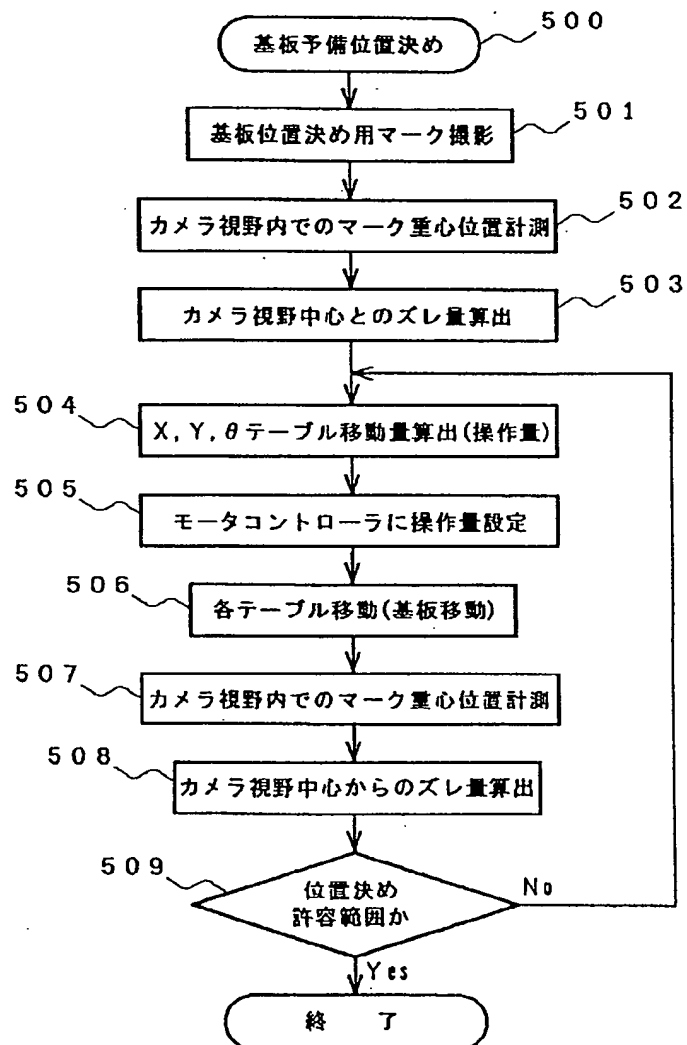 500
基板予備位置決め
501
基板位置決め用マーク撮影
502
カメラ視野内でのマーク重心位置計測
503
カメラ視野中心とのズレ量算出
504
X, Y, θテーブル移動量算出(操作量)
505
モータコントローラに操作量設定
506
各テーブル移動(基板移動)
507
カメラ視野内でのマーク重心位置計測
508
カメラ視野中心からのズレ量算出
509
位置決め
許容範囲か
No
Yes
終 了